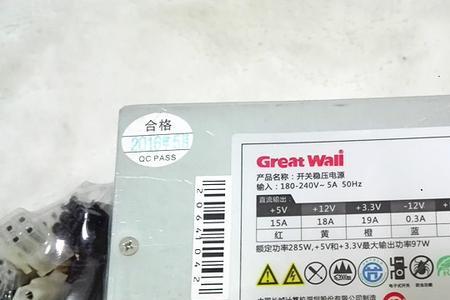 合格
2016年5月
QC PASS
Great Wall
产品名称：开关稳压电源
输入：180-240V~ 5A 50Hz
直流输出：
+5V +12V +3.3V -12V
15A 18A 19A 0.3A
红 黄 橙 蓝
额定功率285W,+5V和+3.3V最大输出功率97W
20641042